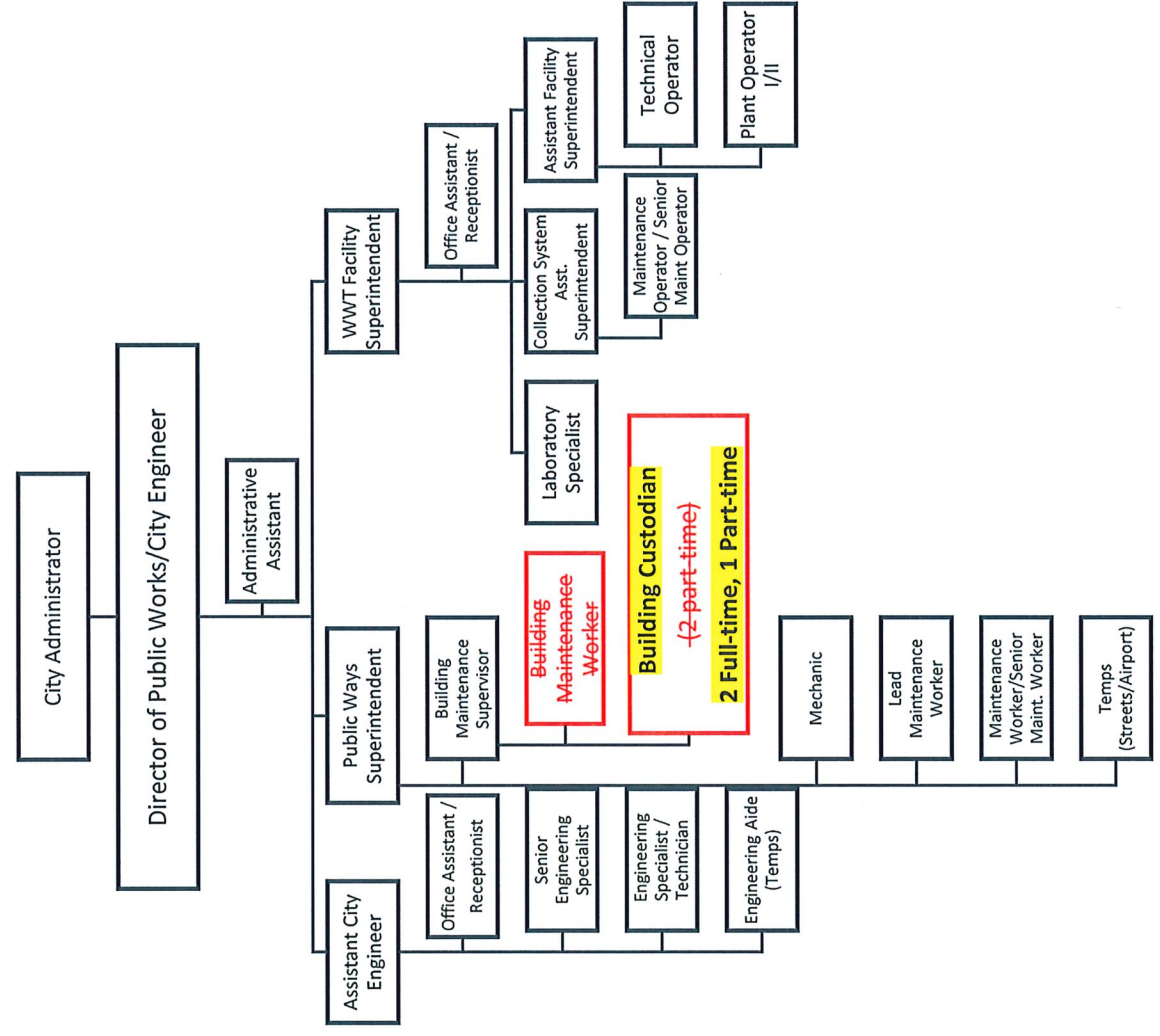 City Administrator
Director of Public Works/City Engineer
Administrative
Assistant
Assistant City
Engineer
Public Ways
Superintendent
WWT Facility
Superintendent
Office Assistant /
Receptionist
Senior
Engineering
Specialist
Engineering
Specialist /
Technician
Engineering Aide
(Temps)
Building
Maintenance
Supervisor
Building
Maintenance
Worker
Building Custodian
(2 part-time)
2 Full-time, 1 Part-time
Mechanic
Lead
Maintenance
Worker
Maintenance
Worker/Senior
Maint. Worker
Temps
(Streets/Airport)
Office Assistant /
Receptionist
Laboratory
Specialist
Collection System
Asst.
Superintendent
Maintenance
Operator / Senior
Maint Operator
Assistant Facility
Superintendent
Technical
Operator
Plant Operator
I/II